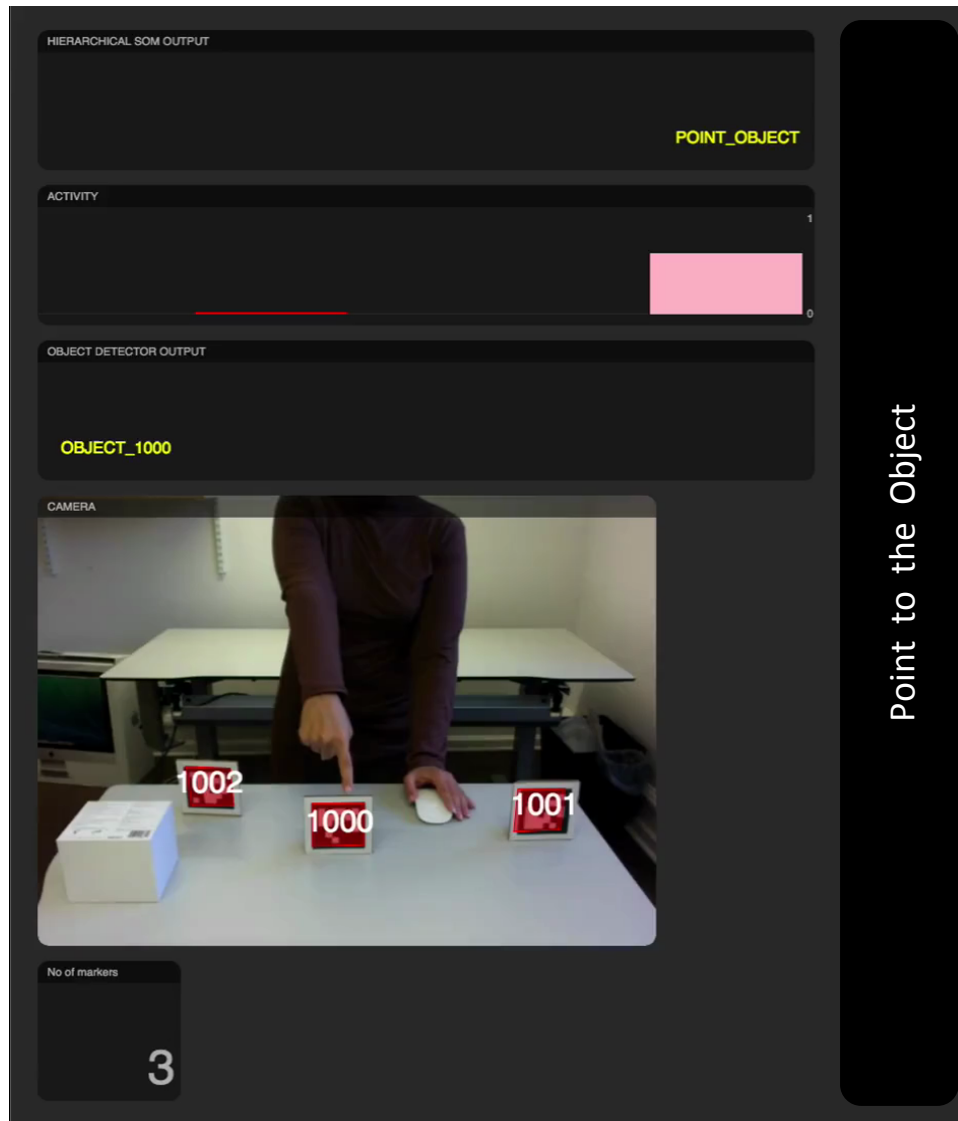 HIERARCHICAL SOM OUTPUT
POINT_OBJECT
ACTIVITY
1
0
OBJECT DETECTOR OUTPUT
OBJECT_1000
CAMERA
1002
1000
1001
No of markers
3
Point to the Object